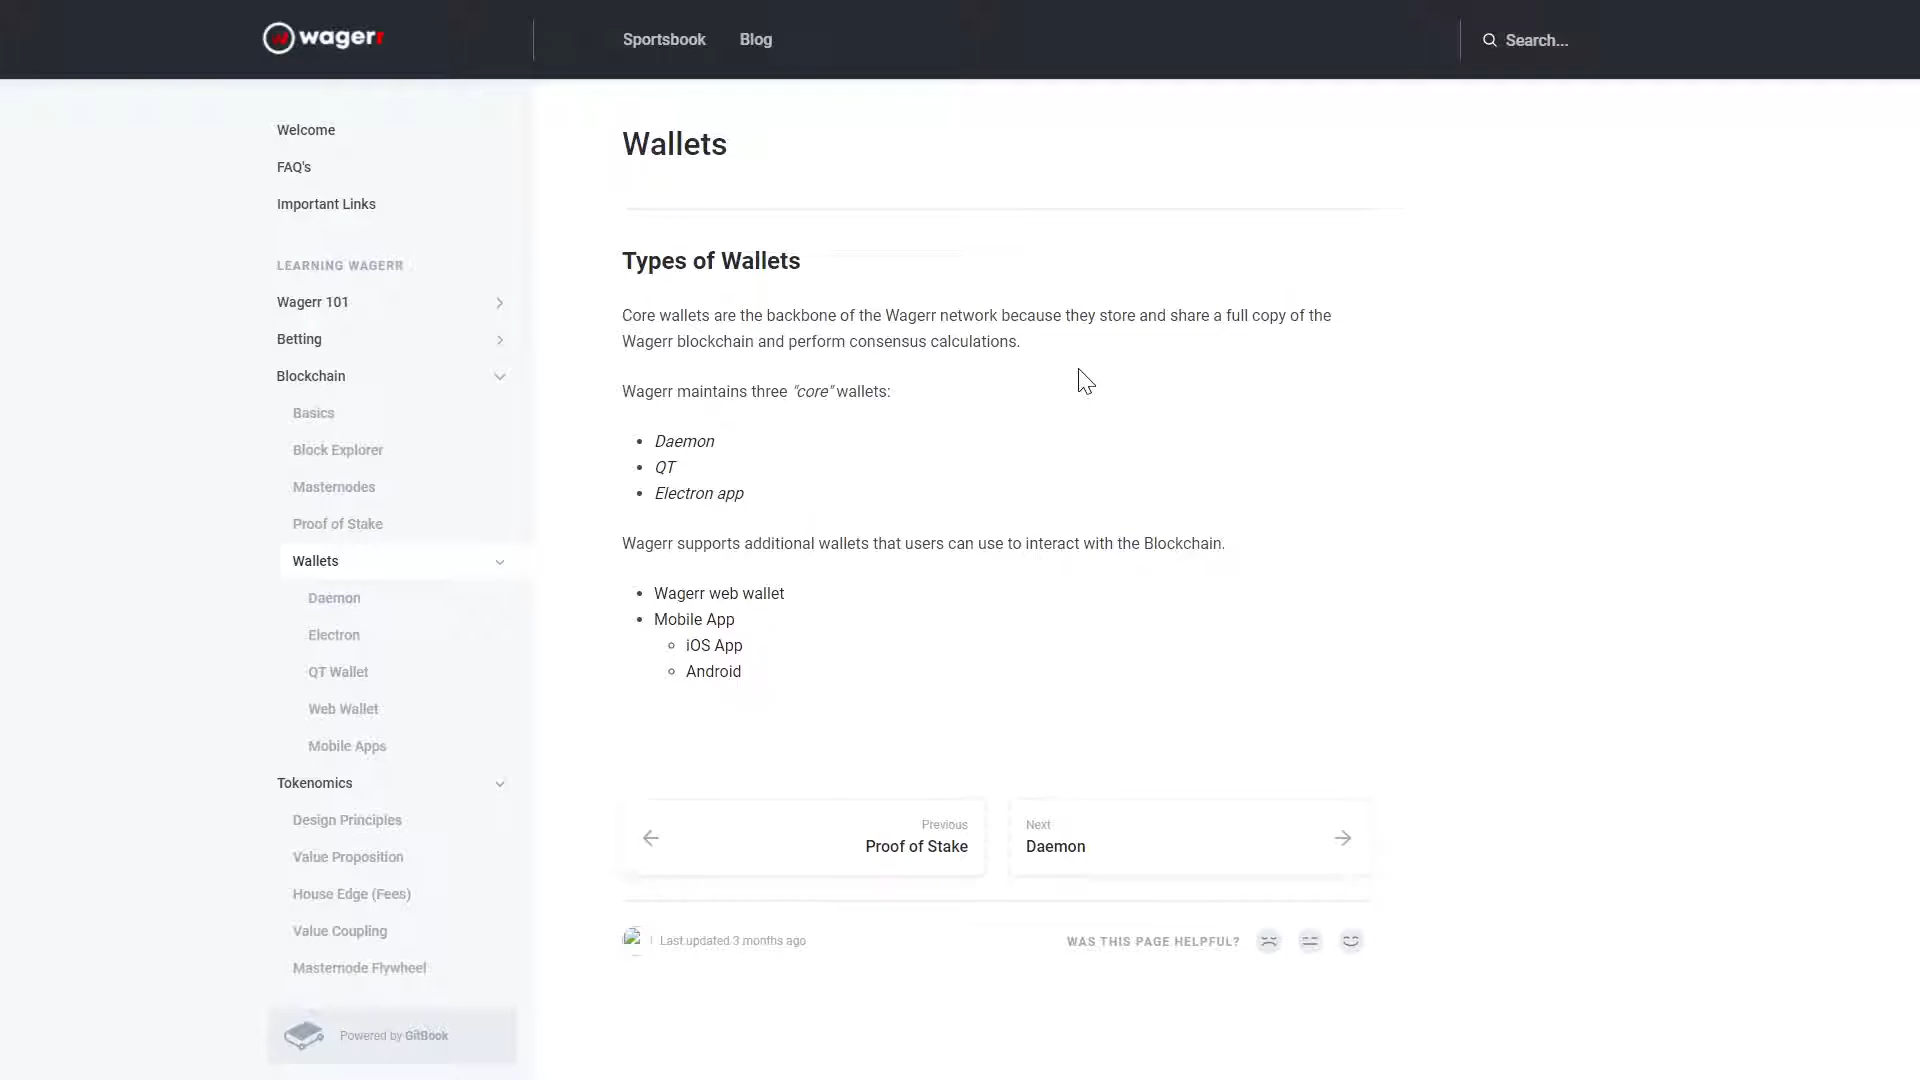 wagerr
Sportsbook
Blog
Search...
Welcome
FAQ's
Important Links
LEARNING WAGERR
Wagerr 101
Betting
Blockchain
Basics
Block Explorer
Masternodes
Proof of Stake
Wallets
Daemon
Electron
QT Wallet
Web Wallet
Mobile Apps
Tokenomics
Design Principles
Value Proposition
House Edge (Fees)
Value Coupling
Masternode Flywheel
Powered by GitBook
Wallets
Types of Wallets
Core wallets are the backbone of the Wagerr network because they store and share a full copy of the
Wagerr blockchain and perform consensus calculations.
Wagerr maintains three "core" wallets:
Daemon
QT
Electron app
Wagerr supports additional wallets that users can use to interact with the Blockchain.
Wagerr web wallet
Mobile App
iOS App
Android
Previous
Proof of Stake
Next
Daemon
Last updated 3 months ago
WAS THIS PAGE HELPFUL?